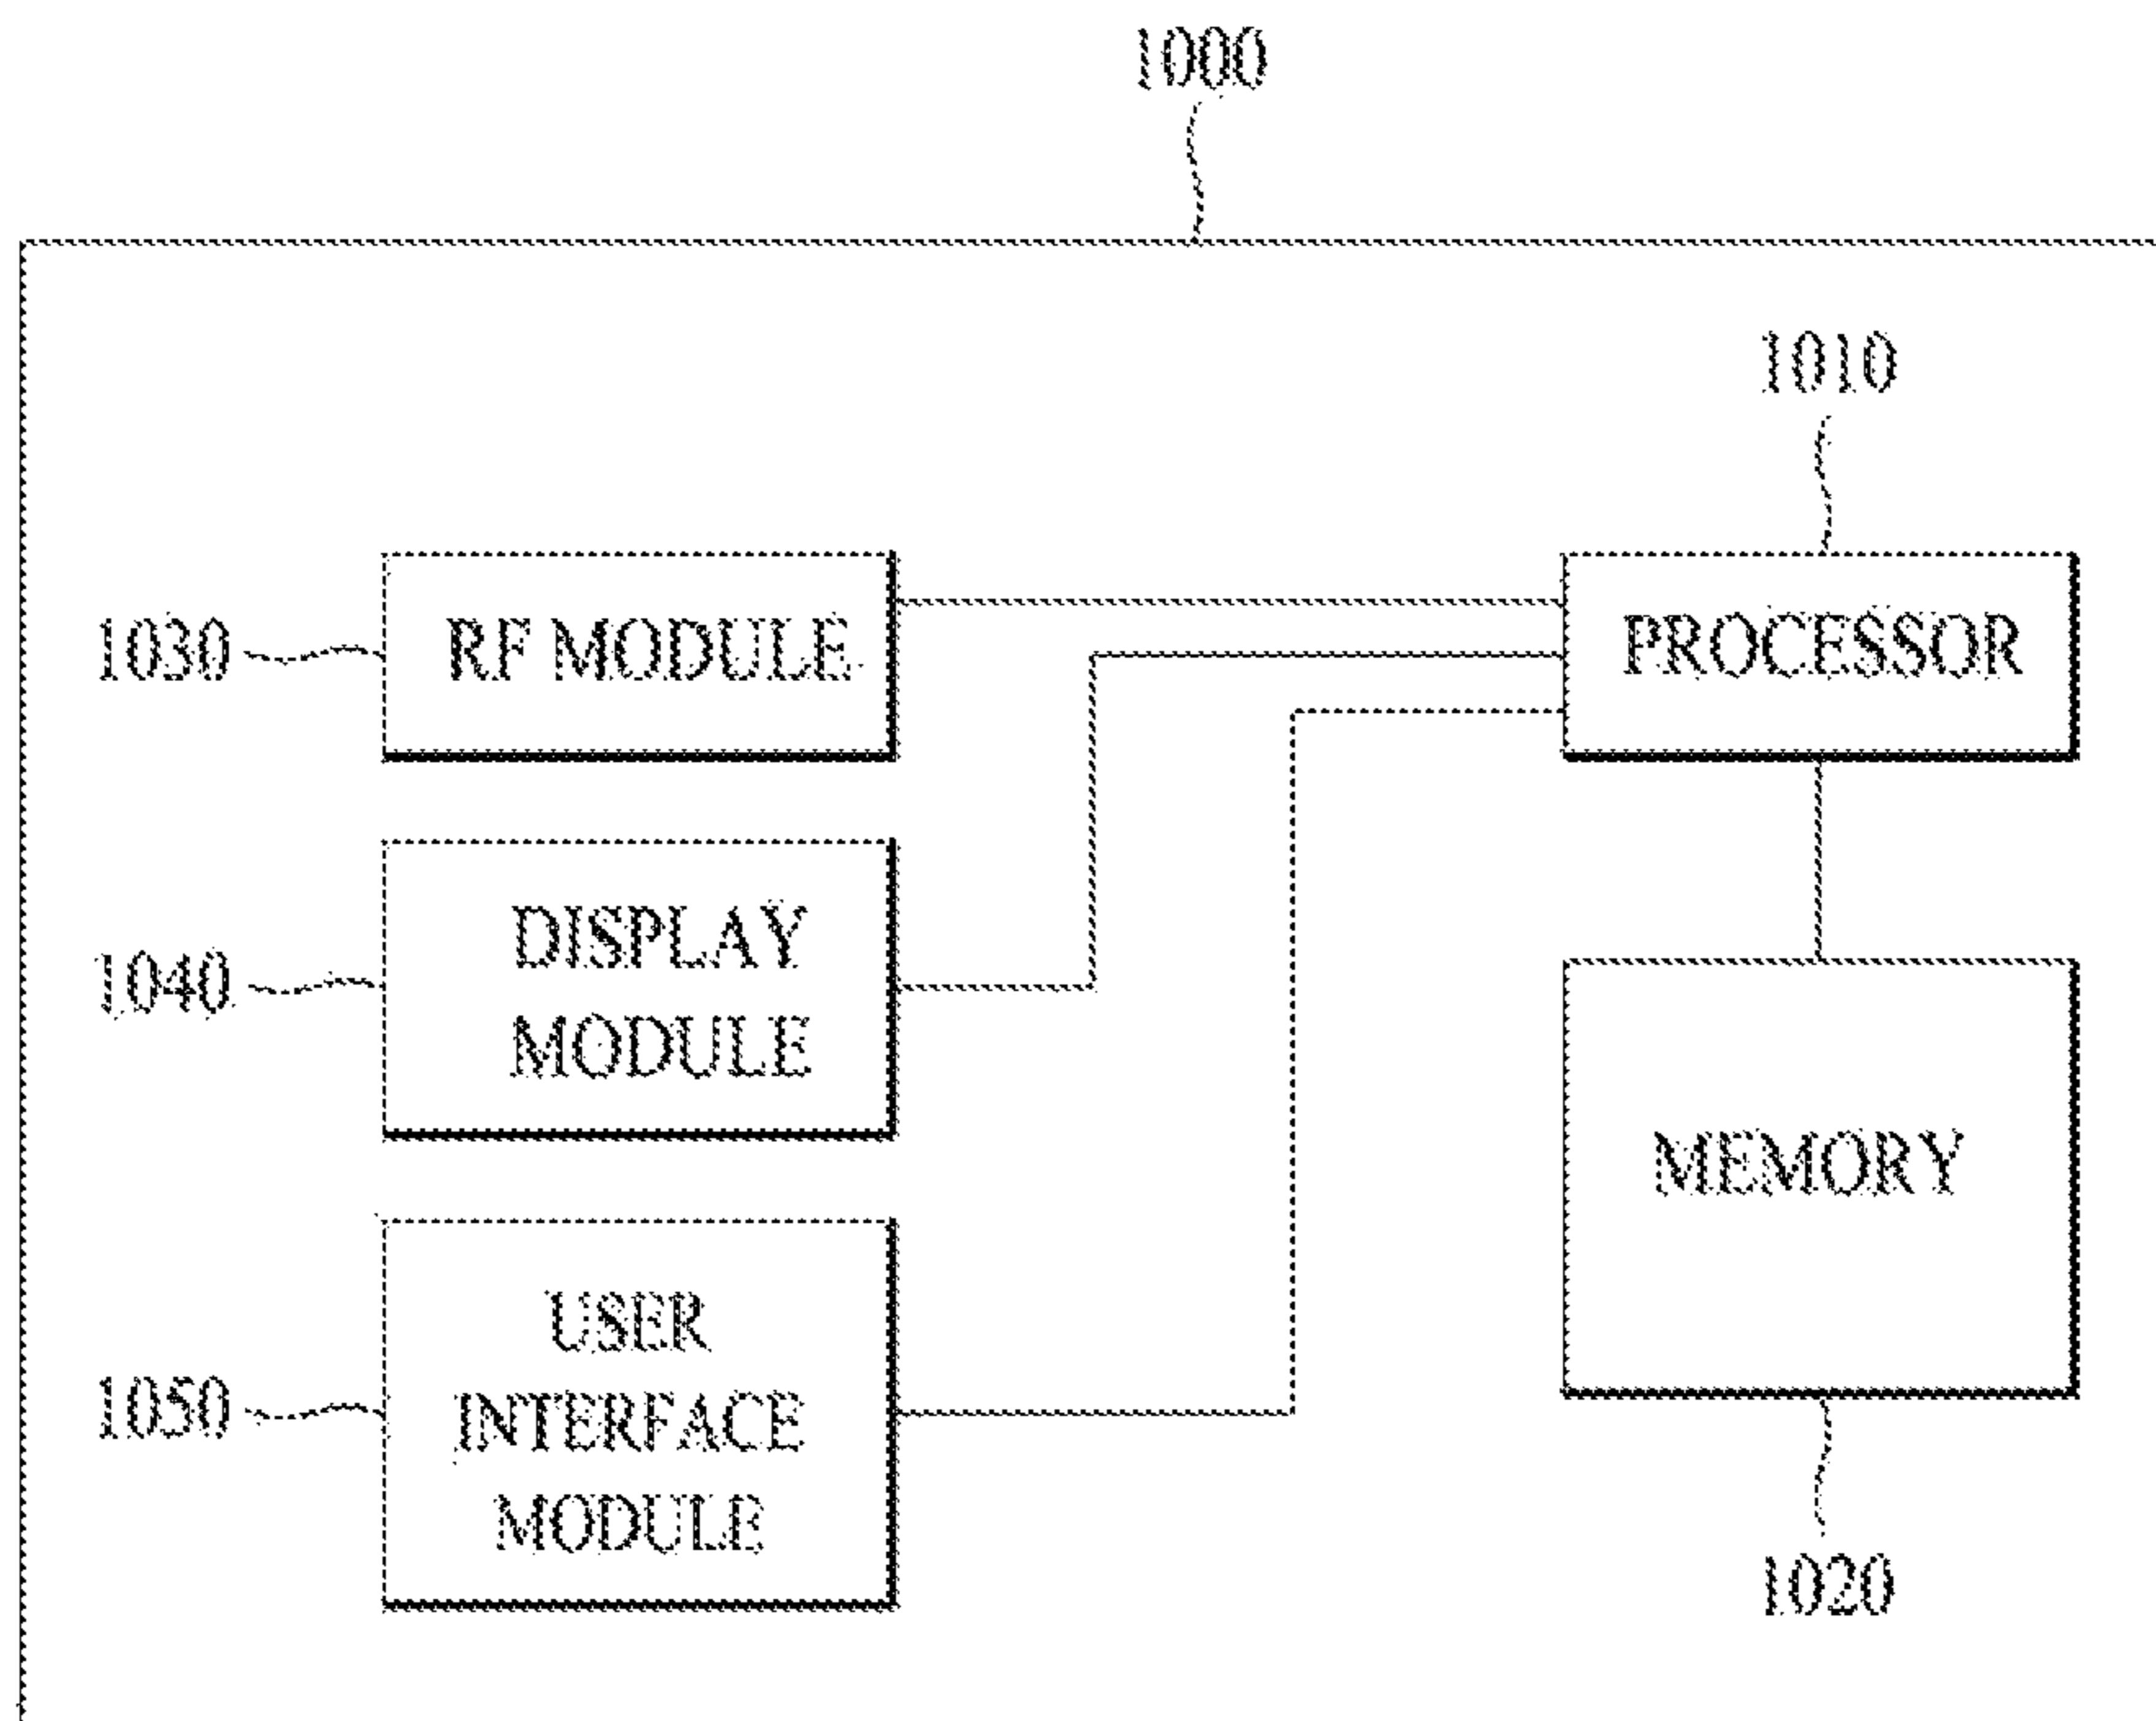 1000
1010
1030
RF MODULE
PROCESSOR
1040
DISPLAY
MODULE
MEMORY
1050
USER
INTERFACE
MODULE
1020